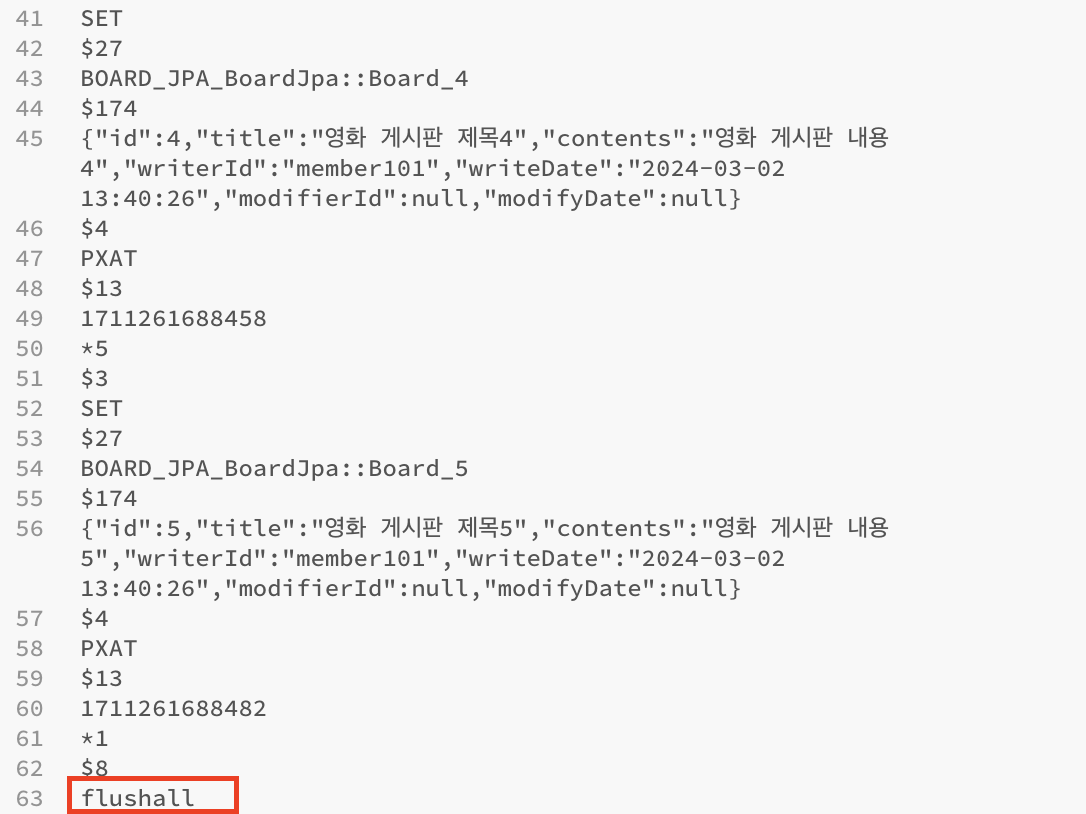 41 SET
42 $27
43 BOARD_JPA_BoardJpa::Board_4
44 $174
45 {"id":4,"title":"영화 게시판 제목4","contents":"영화 게시판 내용
4","writerId":"member101","writeDate":"2024-03-02
13:40:26","modifierId":null,"modifyDate":null}
46 $4
47 PXAT
48 $13
49 1711261688458
50 *5
51 $3
52 SET
53 $27
54 BOARD_JPA_BoardJpa::Board_5
55 $174
56 {"id":5,"title":"영화 게시판 제목5","contents":"영화 게시판 내용
5","writerId":"member101","writeDate":"2024-03-02
13:40:26","modifierId":null,"modifyDate":null}
57 $4
58 PXAT
59 $13
60 1711261688482
61 *1
62 $8
63 flushall